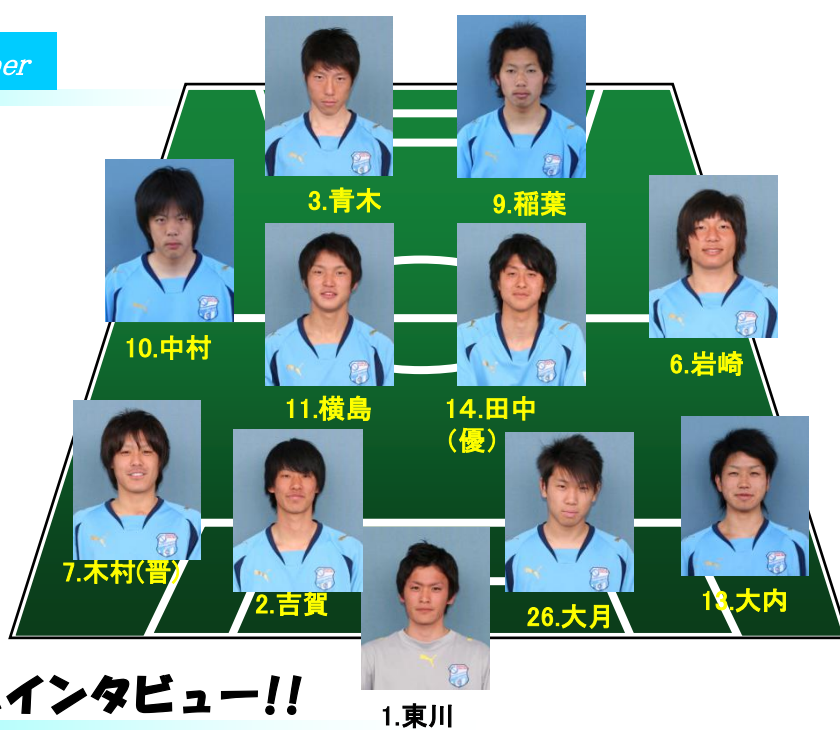 er
3.青木
9.稲葉
10.中村
6.岩崎
11.横島
14.田中
（優）
7.木村(晋)
2.吉賀
26.大月
13.大内
インタビュー!!
1.東川